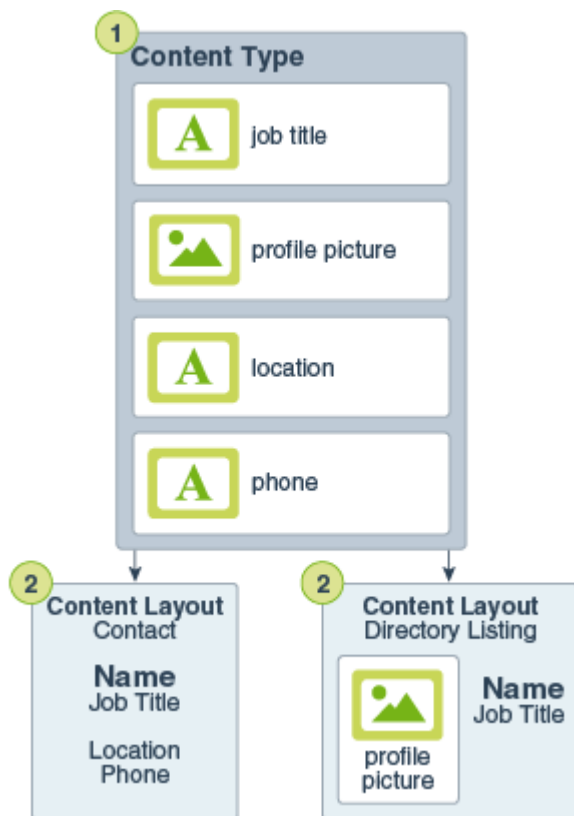 1
Content Type
A
job title
profile picture
A
location
A
phone
2
Content Layout
Contact
Name
Job Title
Location
Phone
2
Content Layout
Directory Listing
profile
picture
Name
Job Title